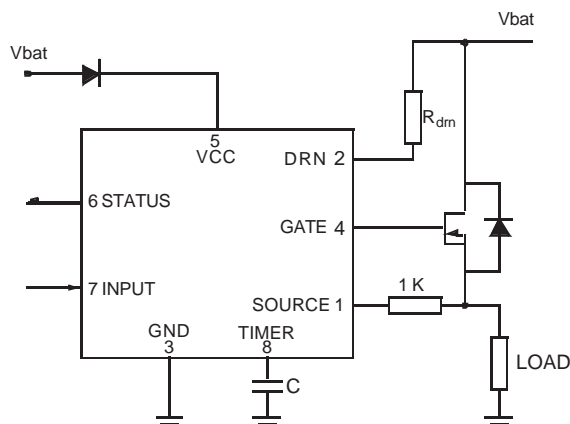 Vbat
Vbat
R drn
5
VCC
DRN 2
6 STATUS
GATE 4
7 INPUT
1 K
SOURCE 1
GND
3
TIMER
8
C
LOAD